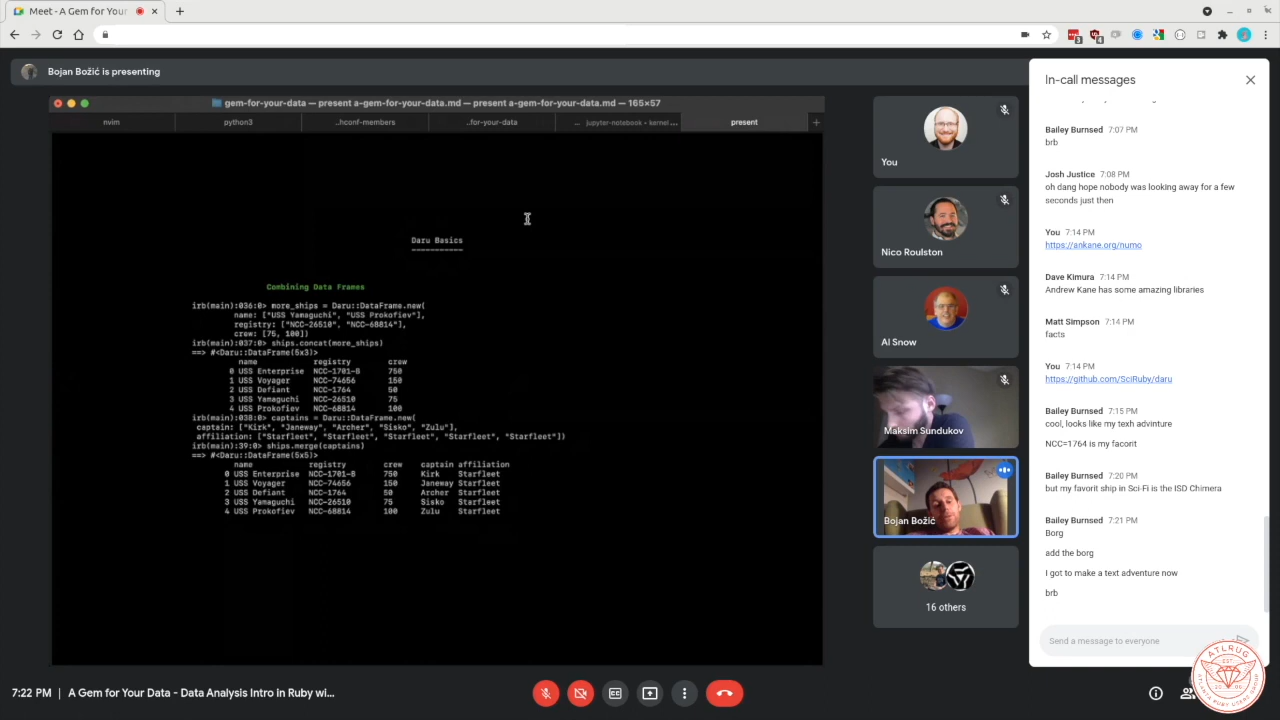 Meet - A Gem for Your
Bojan Božić is presenting
gem-for-your-data — present a-gem-for-your-data.md — present a-gem-for-your-data.md — 165×57
nvim
python3
..hconf-members
..for-your-data
... jupyter-notebook • kernel...
present
Daru Basics
Combining Data Frames
irb(main):036:0> more_ships = Daru::DataFrame.new(
name: ["USS Yamaguchi", "USS Prokofiev"],
registry: ["NCC-26510", "NCC-68814"],
crew: [75, 100])
irb(main):037:0> ships.concat(more_ships)
==> #<Daru::DataFrame(5x3)>
name registry crew
0 USS Enterprise NCC-1701-B 750
1 USS Voyager NCC-74656 150
2 USS Defiant NCC-1764 50
3 USS Yamaguchi NCC-26510 75
4 USS Prokofiev NCC-68814 100
irb(main):038:0> captains = Daru::DataFrame.new(
captain: ["Kirk", "Janeway", "Archer", "Sisko", "Zulu"],
affiliation: ["Starfleet", "Starfleet", "Starfleet", "Starfleet", "Starfleet"])
irb(main):39:0> ships.merge(captains)
==> #<Daru::DataFrame(5x5)>
name registry crew captain affiliation
0 USS Enterprise NCC-1701-B 750 Kirk Starfleet
1 USS Voyager NCC-74656 150 Janeway Starfleet
2 USS Defiant NCC-1764 50 Archer Starfleet
3 USS Yamaguchi NCC-26510 75 Sisko Starfleet
4 USS Prokofiev NCC-68814 100 Zulu Starfleet
You
Nico Roulston
Al Snow
Maksim Sundukov
Bojan Božić
16 others
In-call messages
Bailey Burnsed 7:07 PM
brb
Josh Justice 7:08 PM
oh dang hope nobody was looking away for a few
seconds just then
You 7:14 PM
https://ankane.org/numo
Dave Kimura 7:14 PM
Andrew Kane has some amazing libraries
Matt Simpson 7:14 PM
facts
You 7:14 PM
https://github.com/SciRuby/daru
Bailey Burnsed 7:15 PM
cool, looks like my texh advinture
NCC=1764 is my facorit
Bailey Burnsed 7:20 PM
but my favorit ship in Sci-Fi is the ISD Chimera
Bailey Burnsed 7:21 PM
Borg
add the borg
I got to make a text adventure now
brb
Send a message to everyone
7:22 PM | A Gem for Your Data - Data Analysis Intro in Ruby wi...
ATLRUG
ATLANTA RUBY USERS GROUP